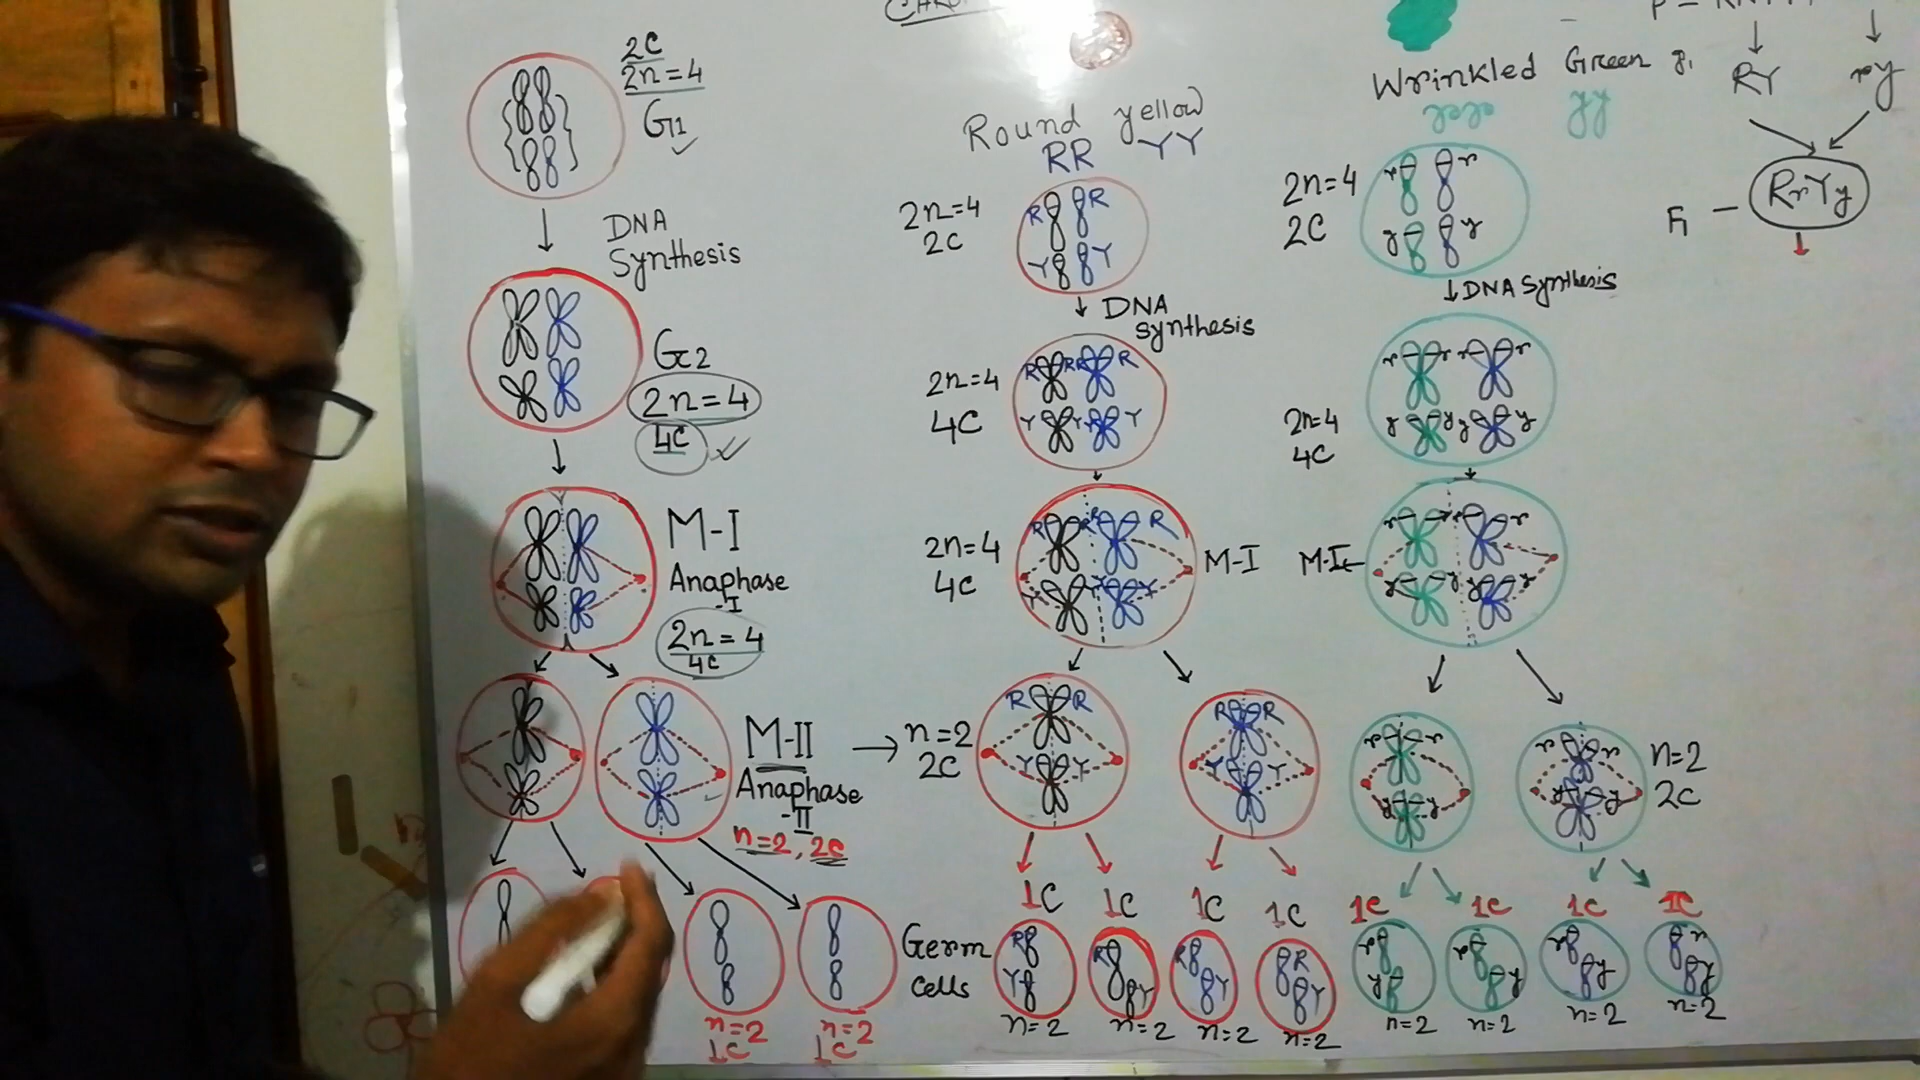 2C
2n=4
G1
DNA
Synthesis
G2
2n=4
4C
M-I
Anaphase
-I
2n=4
4C
M-II
Anaphase
-II
n=2, 2C
Germ
cells
n=2
1C
n=2
1C
Round yellow
RR YY
2n=4
2C
R R
Y Y
DNA
Synthesis
2n=4
4C
R R R R
Y Y Y Y
2n=4
4C
M-I
R R R
Y Y Y
n=2
2C
R R
Y Y
R R
Y Y
1C 1C 1C 1C
R
Y
R
Y
R
Y
R
Y
n=2 n=2 n=2 n=2
Wrinkled Green
rr yy
2n=4
2C
r r
y y
DNA Synthesis
2n=4
4C
r r r r
y y y y
M-I
r r r
y y y y
r r
y y
r r
y
n=2
2C
1C 1C 1C 1C
r
y
r
y
r
y
r
y
n=2 n=2 n=2 n=2
RY ry
F1 - RrYy